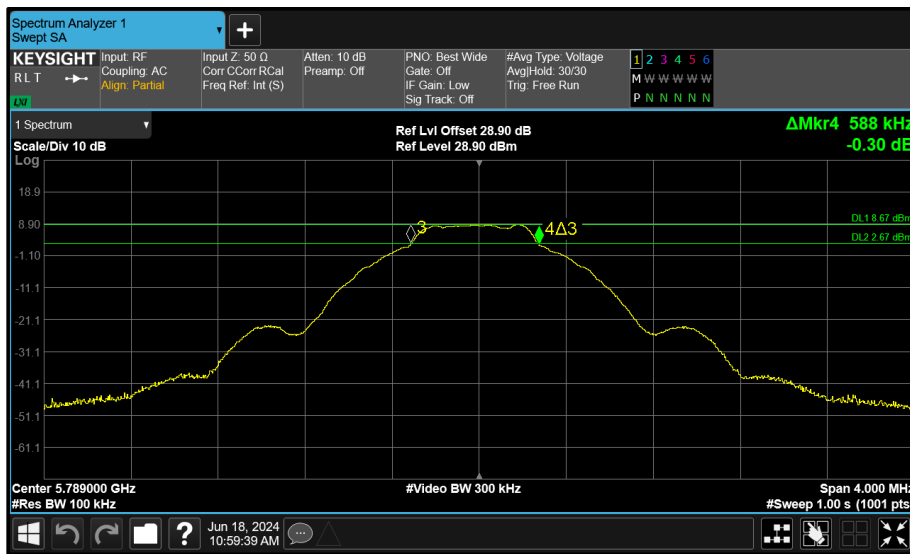 Spectrum Analyzer 1
Swept SA
+
KEYSIGHT
R L T
LXI
Input: RF
Coupling: AC
Align: Partial
Input Z: 50 Ω
Corr CCorr RCal
Freq Ref: Int (S)
Atten: 10 dB
Preamp: Off
PNO: Best Wide
Gate: Off
IF Gain: Low
Sig Track: Off
#Avg Type: Voltage
Avg|Hold: 30/30
Trig: Free Run
1 2 3 4 5 6
M W W W W W
P N N N N N
1 Spectrum
Scale/Div 10 dB
Ref Lvl Offset 28.90 dB
Ref Level 28.90 dBm
ΔMkr4 588 kHz
-0.30 dB
Log
18.9
8.90
-1.10
-11.1
-21.1
-31.1
-41.1
-51.1
-61.1
3
4Δ3
DL1 8.67 dBm
DL2 2.67 dBm
Center 5.789000 GHz
#Res BW 100 kHz
#Video BW 300 kHz
Span 4.000 MHz
#Sweep 1.00 s (1001 pts
?
Jun 18, 2024
10:59:39 AM